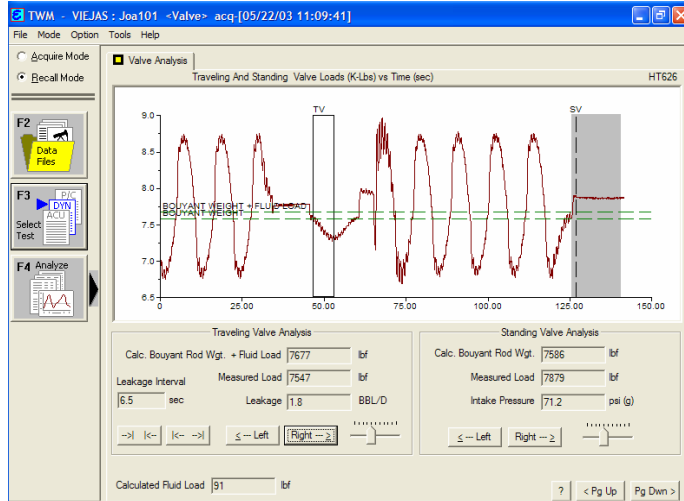 TWM - VIEJAS : Joa101 <Valve> acq-[05/22/03 11:09:41]
File Mode Option Tools Help
Acquire Mode
Recall Mode
F2
Data
Files
F3
P/C
DYN
ACU
Select
Test
F4 Analyze
Valve Analysis
Traveling And Standing Valve Loads (K-Lbs) vs Time (sec) HT626
TV SV
9.0
8.5
8.0
BOUYANT WEIGHT + FLUID LOAD
BOUYANT WEIGHT
7.5
7.0
6.5
0 25.00 50.00 75.00 100.00 125.00 150.00
Traveling Valve Analysis
Calc. Bouyant Rod Wgt. + Fluid Load 7677 lbf
Leakage Interval
Measured Load 7547 lbf
6.5 sec
Leakage 1.8 BBL/D
-->| |<-- |<-- -->| < -- Left Right -- >
Standing Valve Analysis
Calc. Bouyant Rod Wgt. 7586 lbf
Measured Load 7879 lbf
Intake Pressure 71.2 psi (g)
< -- Left Right -- >
Calculated Fluid Load 91 lbf
? < Pg Up Pg Dwn >